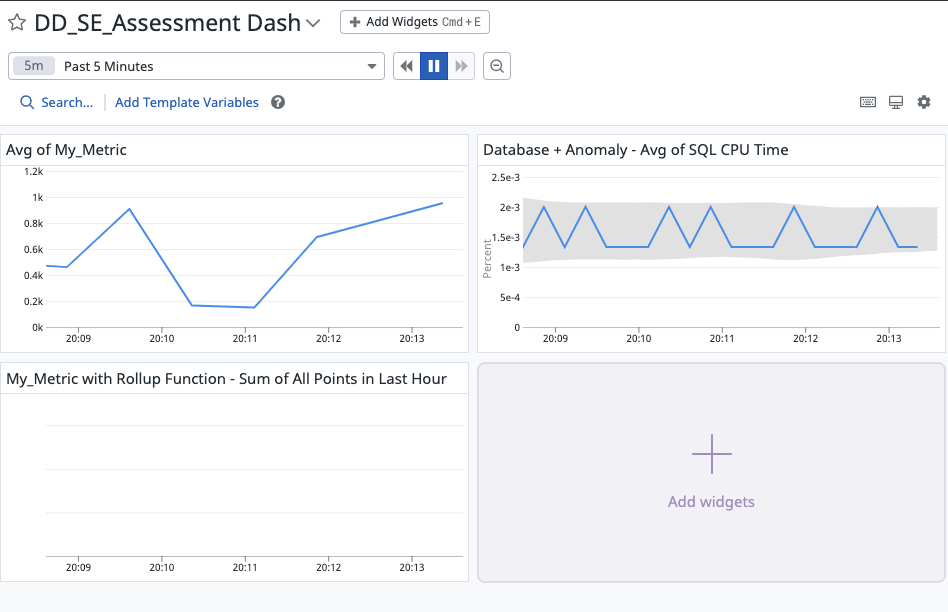 DD_SE_Assessment Dash
Add Widgets Cmd + E
5m Past 5 Minutes
Search... Add Template Variables ?
Avg of My_Metric
1.2k
1k
0.8k
0.6k
0.4k
0.2k
0k
20:09 20:10 20:11 20:12 20:13
Database + Anomaly - Avg of SQL CPU Time
Percent
2.5e-3
2e-3
1.5e-3
1e-3
5e-4
0
20:09 20:10 20:11 20:12 20:13
My_Metric with Rollup Function - Sum of All Points in Last Hour
20:09 20:10 20:11 20:12 20:13
Add widgets